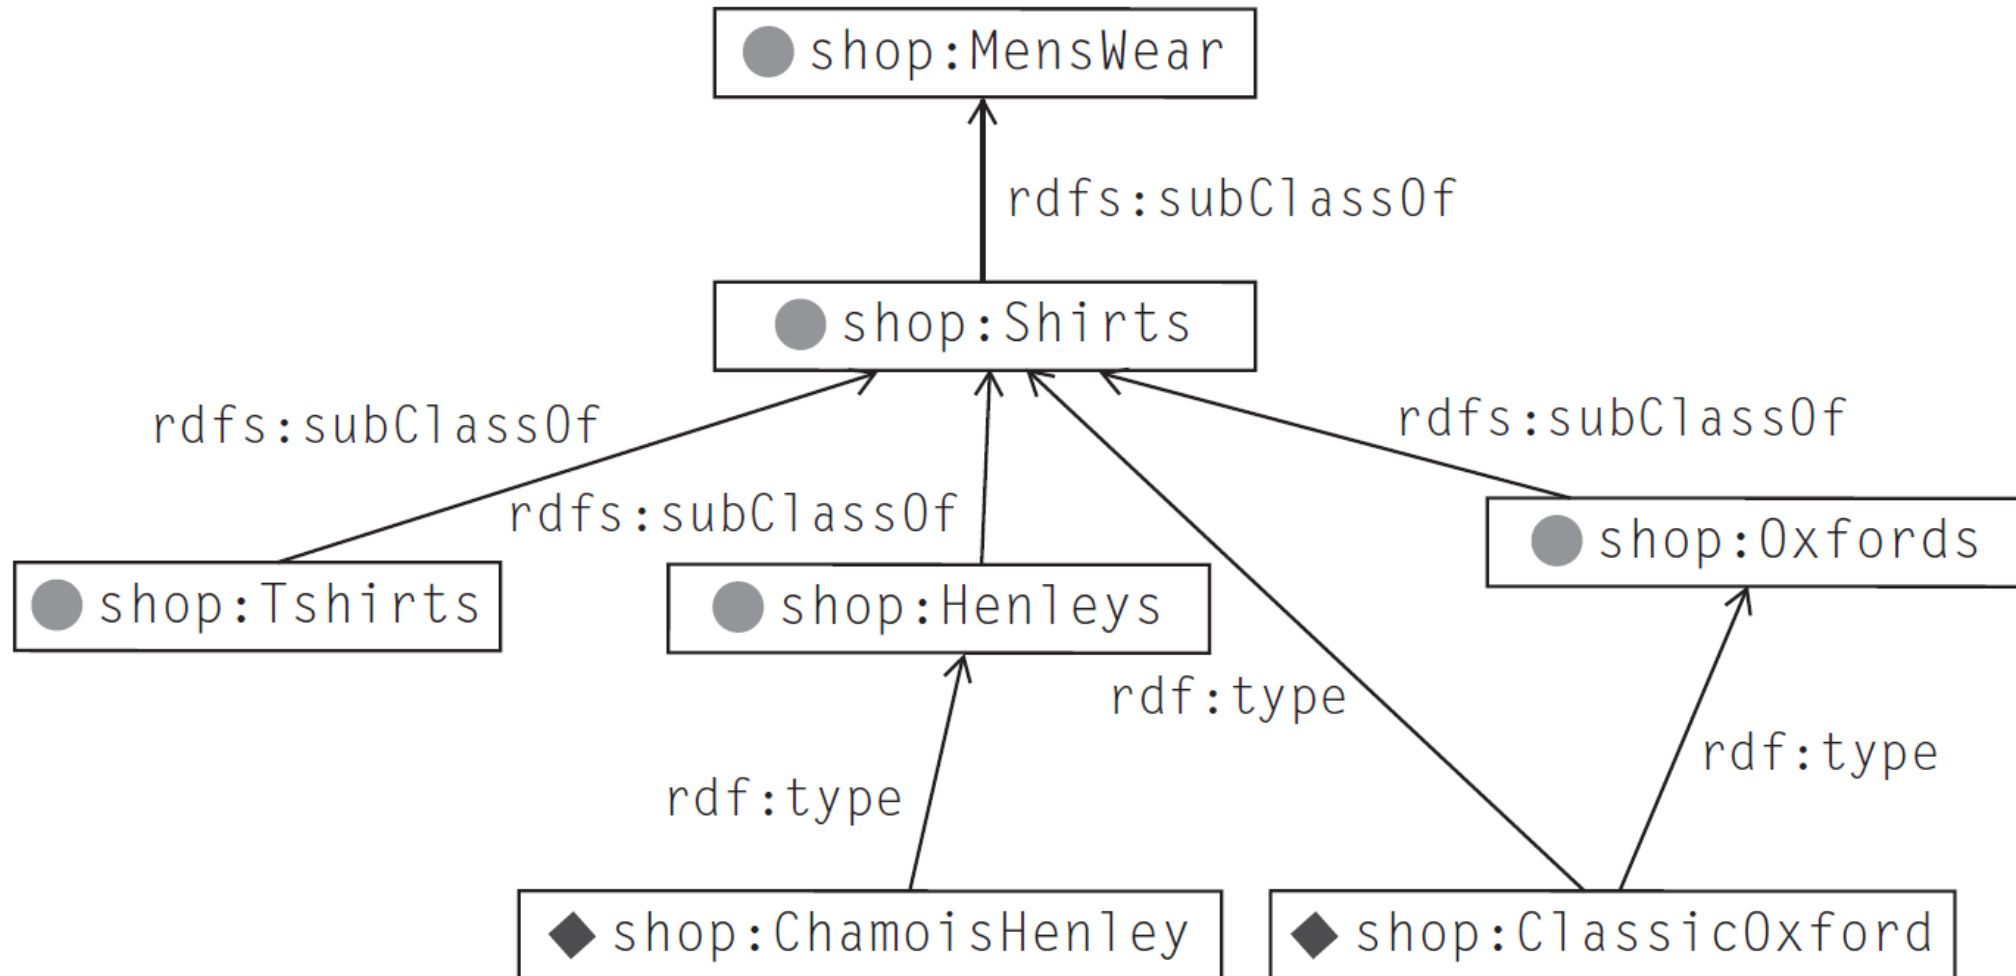 shop:MensWear
rdfs:subClassOf
shop:Shirts
rdfs:subClassOf
rdfs:subClassOf
rdfs:subClassOf
shop:Oxfords
shop:Tshirts
shop:Henleys
rdf:type
rdf:type
rdf:type
shop:ChamoisHenley
shop:ClassicOxford